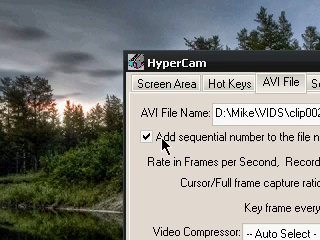 HyperCam
Screen Area Hot Keys AVI File
AVI File Name: D:\Mike\VIDS\clip002
Add sequential number to the file
Rate in Frames per Second, Record
Cursor/Full frame capture ratio
Key frame every
Video Compressor: -- Auto Select -